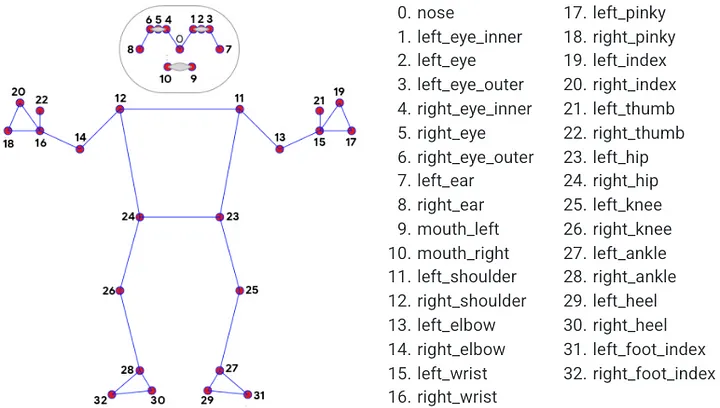 6 5 4 1 2 3
0
8 7
10 9
20 22 12 11 21 19
18 16 14 13 15 17
24 23
26 25
28 27
32 30 29 31
0. nose
1. left_eye_inner
2. left_eye
3. left_eye_outer
4. right_eye_inner
5. right_eye
6. right_eye_outer
7. left_ear
8. right_ear
9. mouth_left
10. mouth_right
11. left_shoulder
12. right_shoulder
13. left_elbow
14. right_elbow
15. left_wrist
16. right_wrist
17. left_pinky
18. right_pinky
19. left_index
20. right_index
21. left_thumb
22. right_thumb
23. left_hip
24. right_hip
25. left_knee
26. right_knee
27. left_ankle
28. right_ankle
29. left_heel
30. right_heel
31. left_foot_index
32. right_foot_index